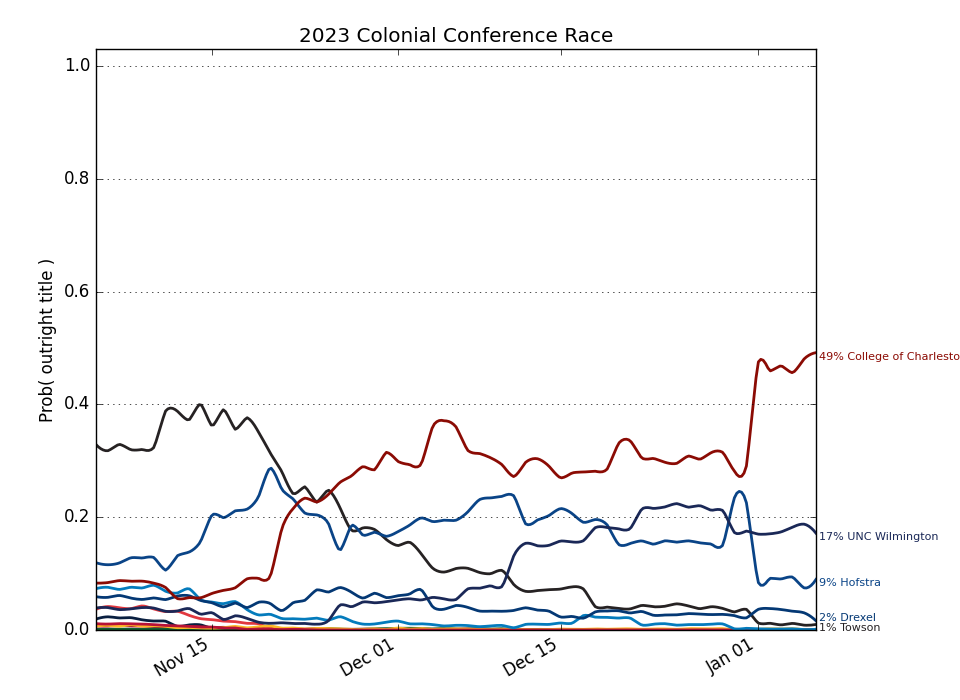 2023 Colonial Conference Race
Prob( outright title )
1.0
0.8
0.6
0.4
0.2
0.0
Nov 15
Dec 01
Dec 15
Jan 01
49% College of Charlesto
17% UNC Wilmington
9% Hofstra
2% Drexel
1% Towson